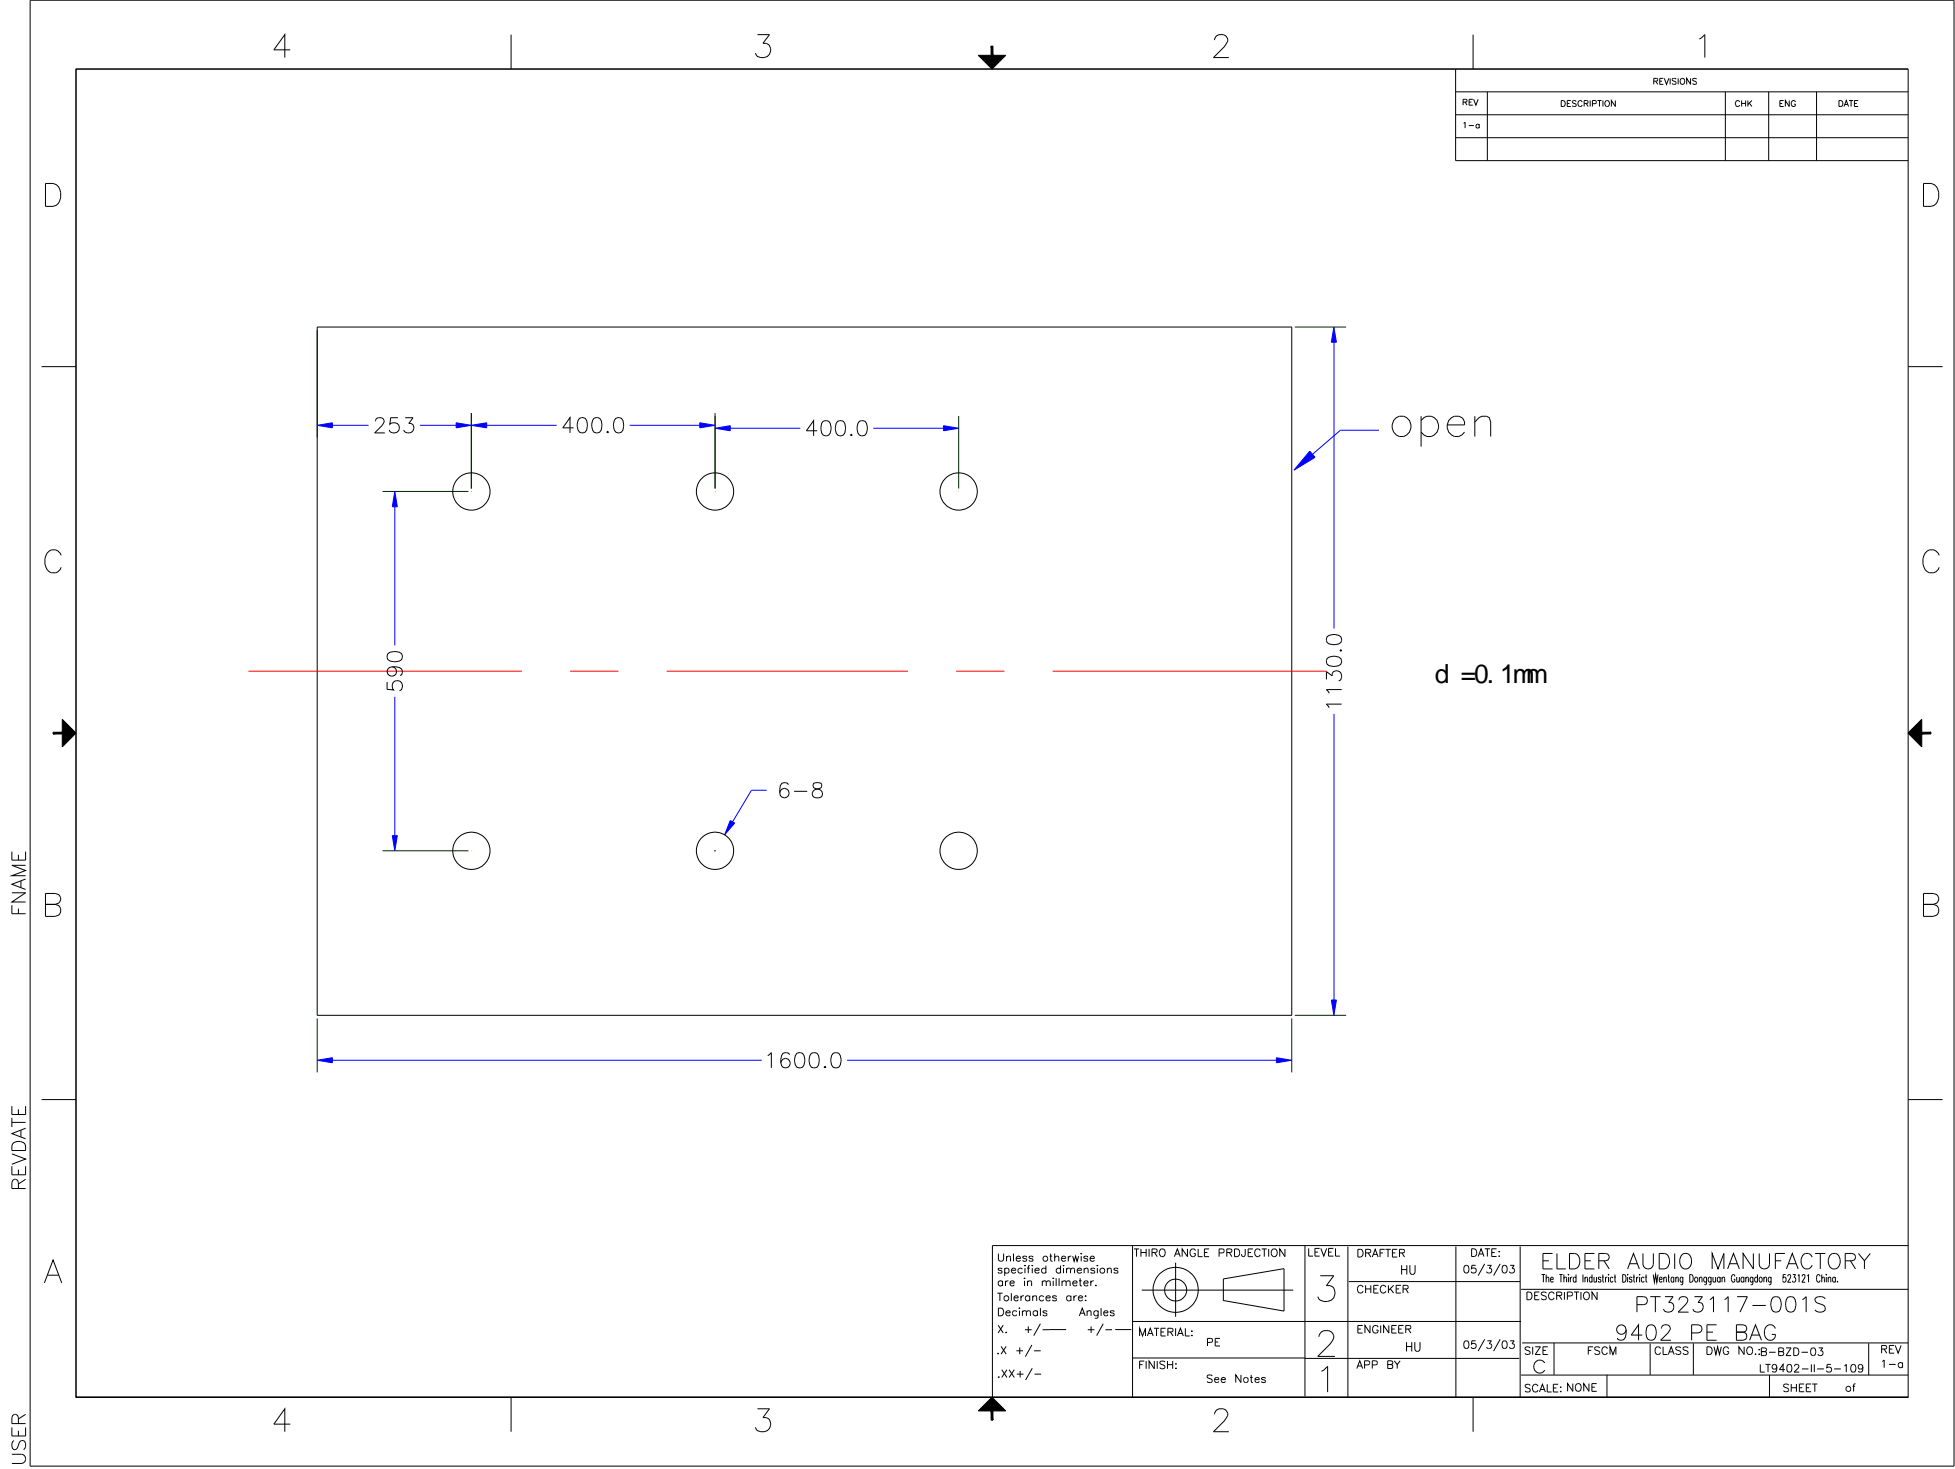 4 3 2 1
REVISIONS
REV DESCRIPTION CHK ENG DATE
1-a
D D
253 400.0 400.0 open
C C
590 1130.0 d =0.1mm
6-8
FNAME B B
1600.0
REVDATE
A
Unless otherwise
specified dimensions
are in millmeter.
Tolerances are:
Decimals Angles
X. +/— +/-—
.X +/-
.XX+/-
THIRO ANGLE PRDJECTION
MATERIAL:
PE
FINISH:
See Notes
LEVEL
3
2
1
DRAFTER
HU
CHECKER
ENGINEER
HU
APP BY
DATE:
05/3/03
05/3/03
ELDER AUDIO MANUFACTORY
The Third Industrict District Wentang Dongguan Guangdong 523121 China.
DESCRIPTION PT323117-001S
9402 PE BAG
SIZE FSCM CLASS DWG NO.:B-BZD-03 REV
C LT9402-II-5-109 1-a
SCALE: NONE SHEET of
USER 4 3 2